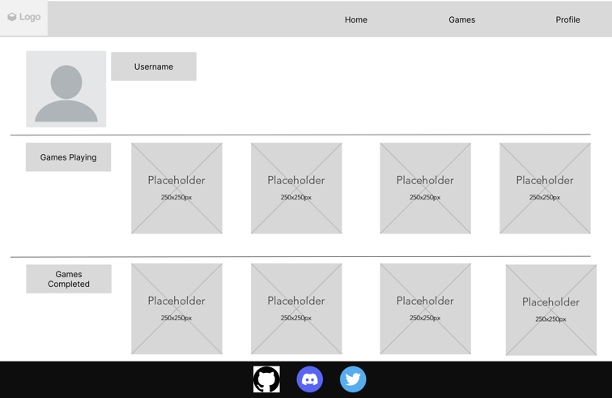 Logo
Home Games Profile
Username
Games Playing
Placeholder Placeholder Placeholder Placeholder
250x250px 250x250px 250x250px 250x250px
Games
Completed
Placeholder Placeholder Placeholder Placeholder
250x250px 250x250px 250x250px 250x250px